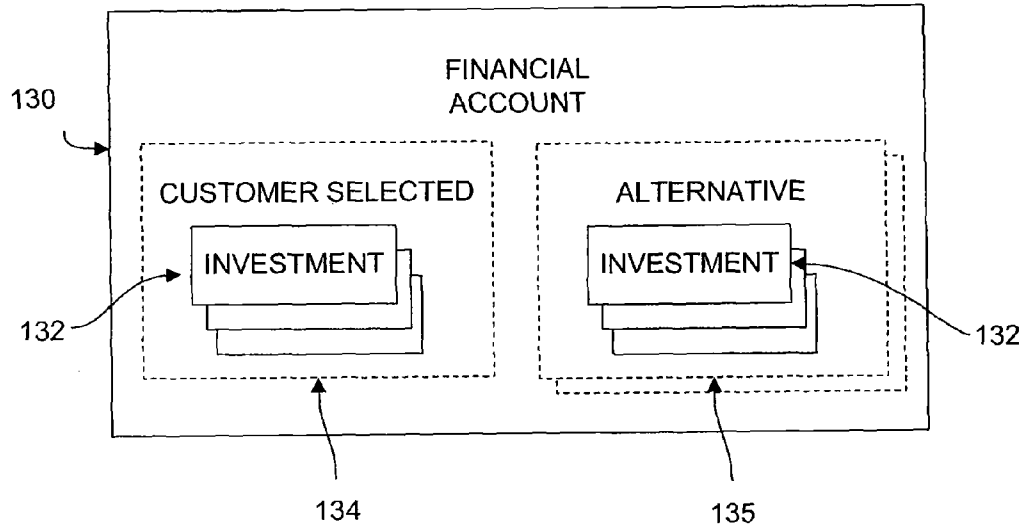 FINANCIAL
ACCOUNT
130
CUSTOMER SELECTED
ALTERNATIVE
INVESTMENT
INVESTMENT
132
132
134
135